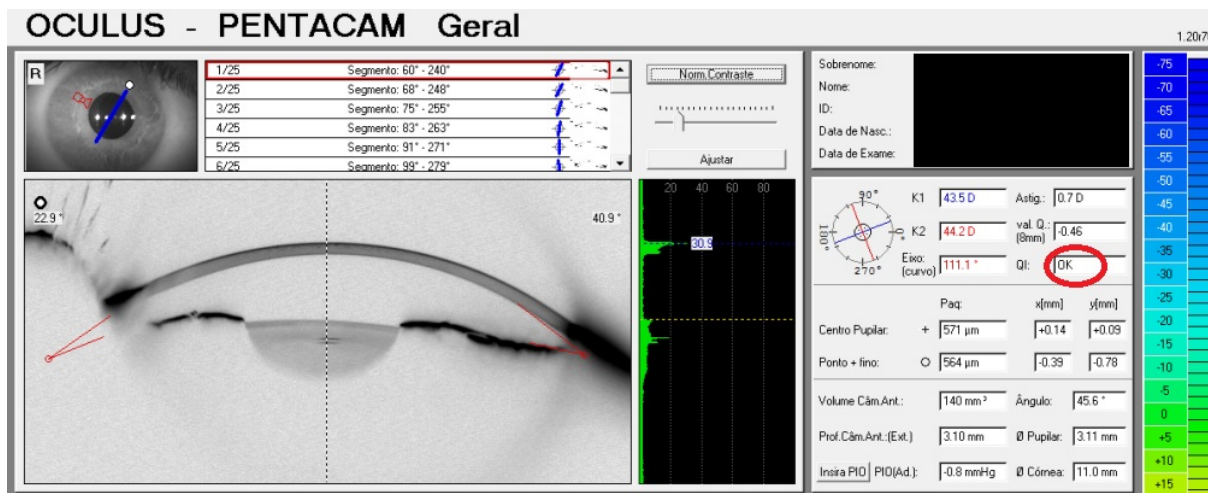 OCULUS - PENTACAM Geral
1.20r7
R
1/25 Segmento: 60° - 240°
2/25 Segmento: 68° - 248°
3/25 Segmento: 75° - 255°
4/25 Segmento: 83° - 263°
5/25 Segmento: 91° - 271°
6/25 Segmento: 99° - 279°
Norm.Contraste
Ajustar
22.9°
40.9°
20 40 60 80
30.9
Sobrenome:
Nome:
ID:
Data de Nasc.:
Data de Exame:
90°
180°
0°
270°
K1 43.5 D Astig.: 0.7 D
K2 44.2 D val. Q.: (8mm) -0.46
Eixo: (curvo) 111.1 ° QI: OK
Paq: x[mm] y[mm]
Centro Pupilar: + 571 µm +0.14 +0.09
Ponto + fino: O 564 µm -0.39 -0.78
Volume Câm.Ant.: 140 mm³ Ângulo: 45.6 °
Prof.Câm.Ant.:(Ext.) 3.10 mm Ø Pupilar: 3.11 mm
Insira PIO PIO(Ad.): -0.8 mmHg Ø Córnea: 11.0 mm
-75
-70
-65
-60
-55
-50
-45
-40
-35
-30
-25
-20
-15
-10
-5
0
+5
+10
+15